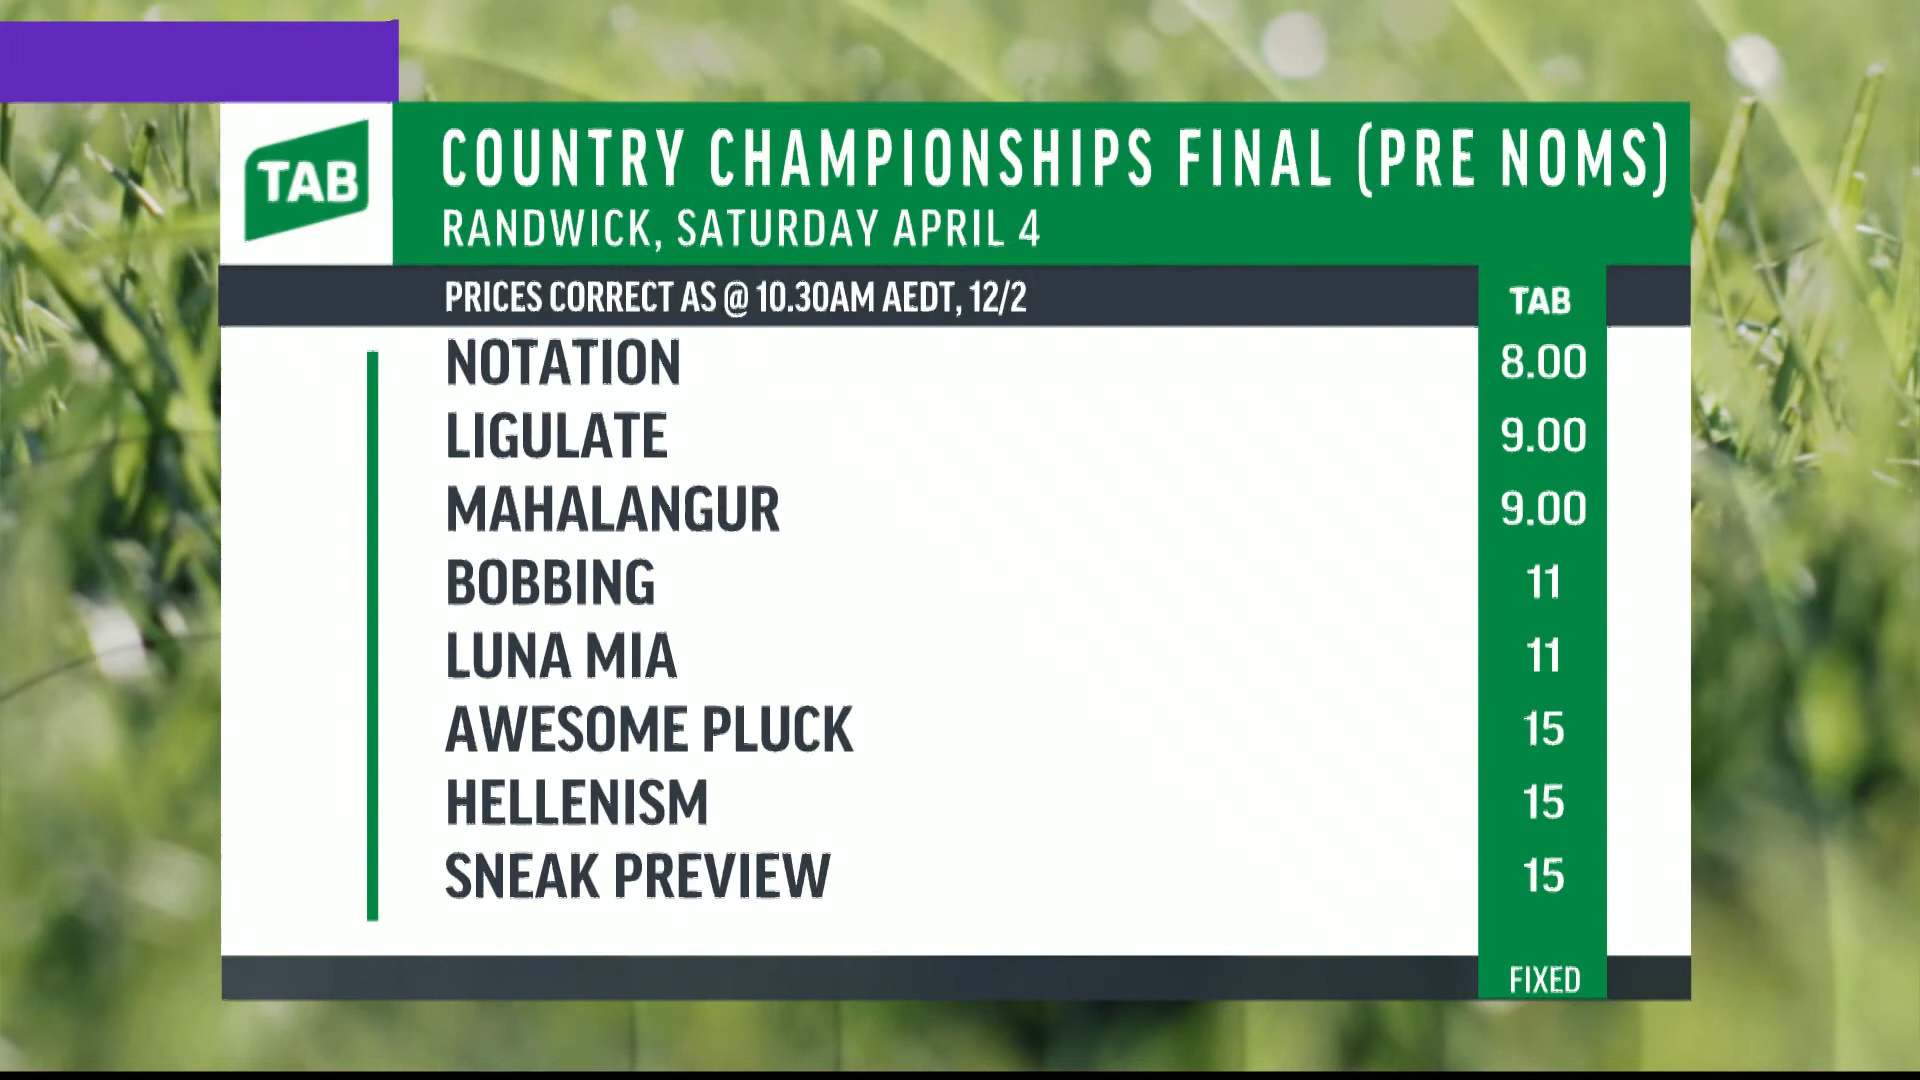 TAB
COUNTRY CHAMPIONSHIPS FINAL (PRE NOMS)
RANDWICK, SATURDAY APRIL 4
PRICES CORRECT AS @ 10.30AM AEDT, 12/2 TAB
NOTATION 8.00
LIGULATE 9.00
MAHALANGUR 9.00
BOBBING 11
LUNA MIA 11
AWESOME PLUCK 15
HELLENISM 15
SNEAK PREVIEW 15
FIXED